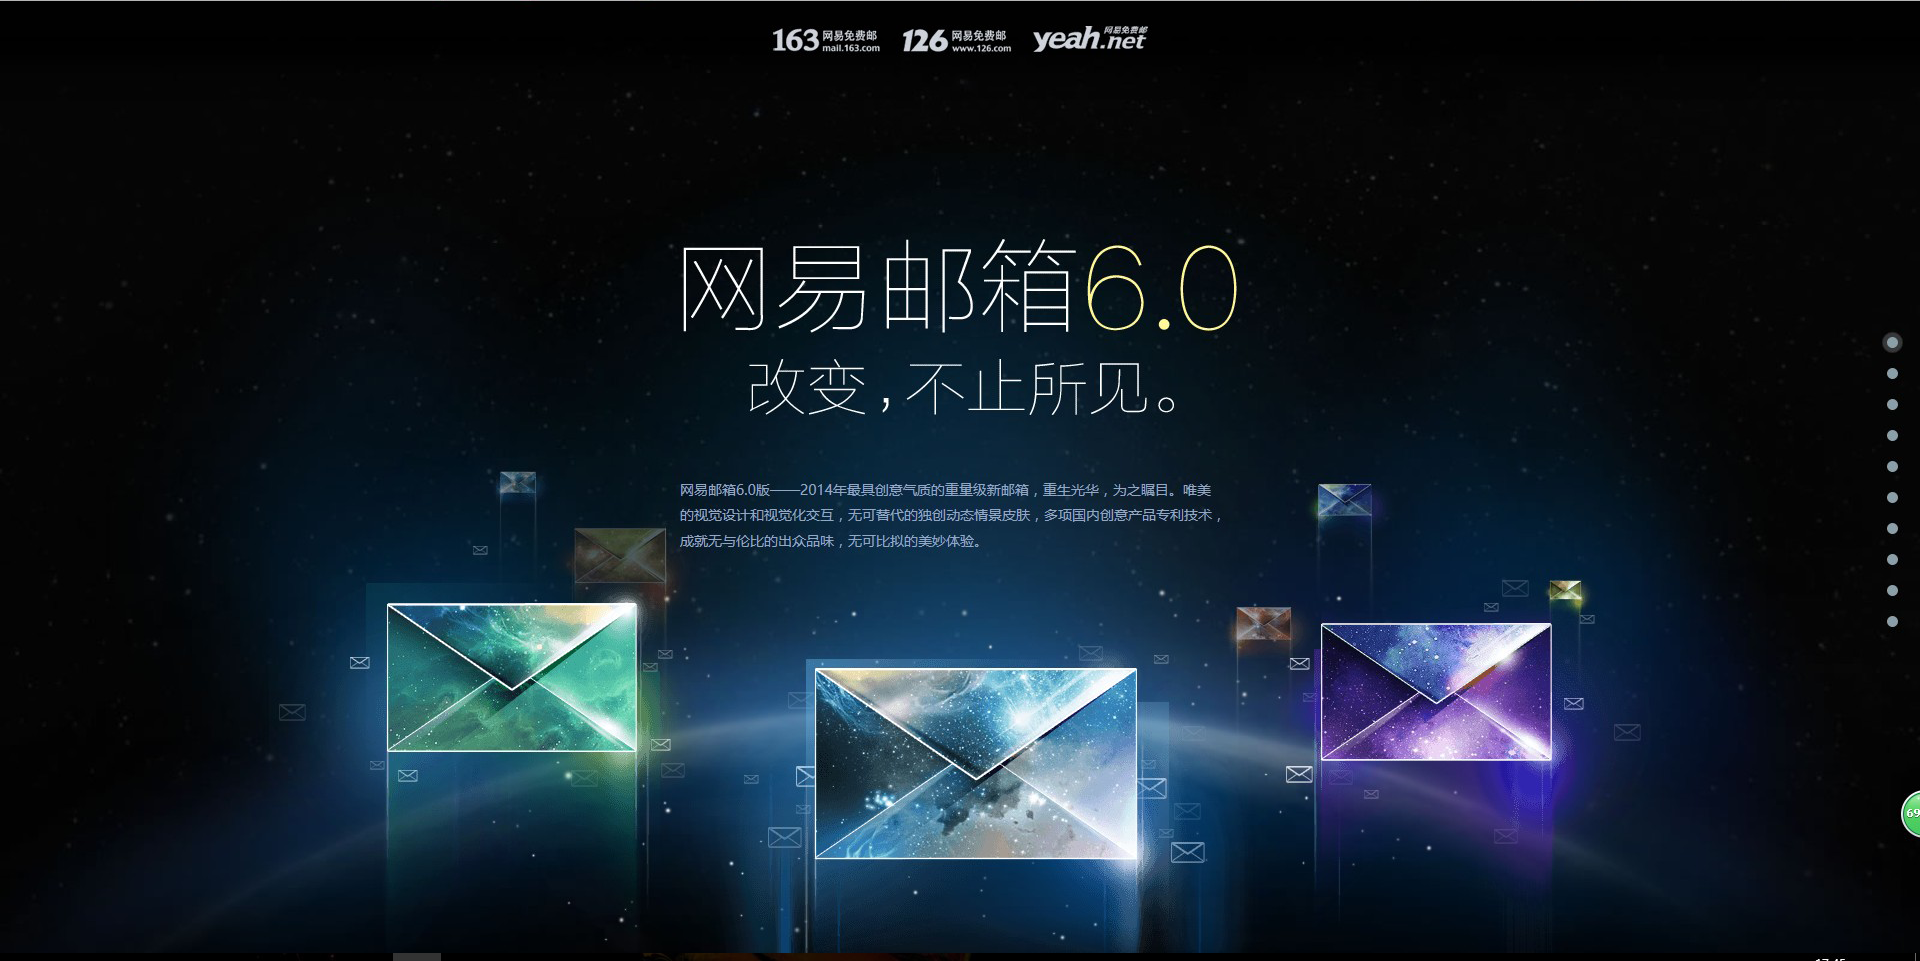 163 网易免费邮 mail.163.com
126 网易免费邮 www.126.com
yeah.net 网易免费邮
网易邮箱6.0
改变，不止所见。
网易邮箱6.0版——2014年最具创意气质的重量级新邮箱，重生光华，为之瞩目。唯美
的视觉设计和视觉化交互，无可替代的独创动态情景皮肤，多项国内创意产品专利技术，
成就无与伦比的出众品味，无可比拟的美妙体验。
69